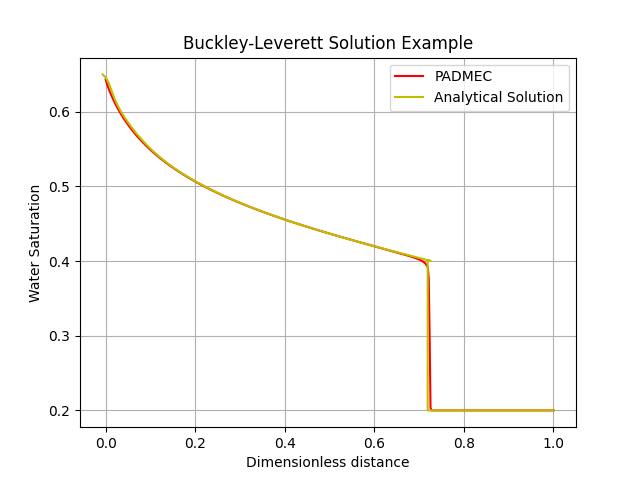 Buckley-Leverett Solution Example
PADMEC
Analytical Solution
Water Saturation
0.6
0.5
0.4
0.3
0.2
0.0 0.2 0.4 0.6 0.8 1.0
Dimensionless distance